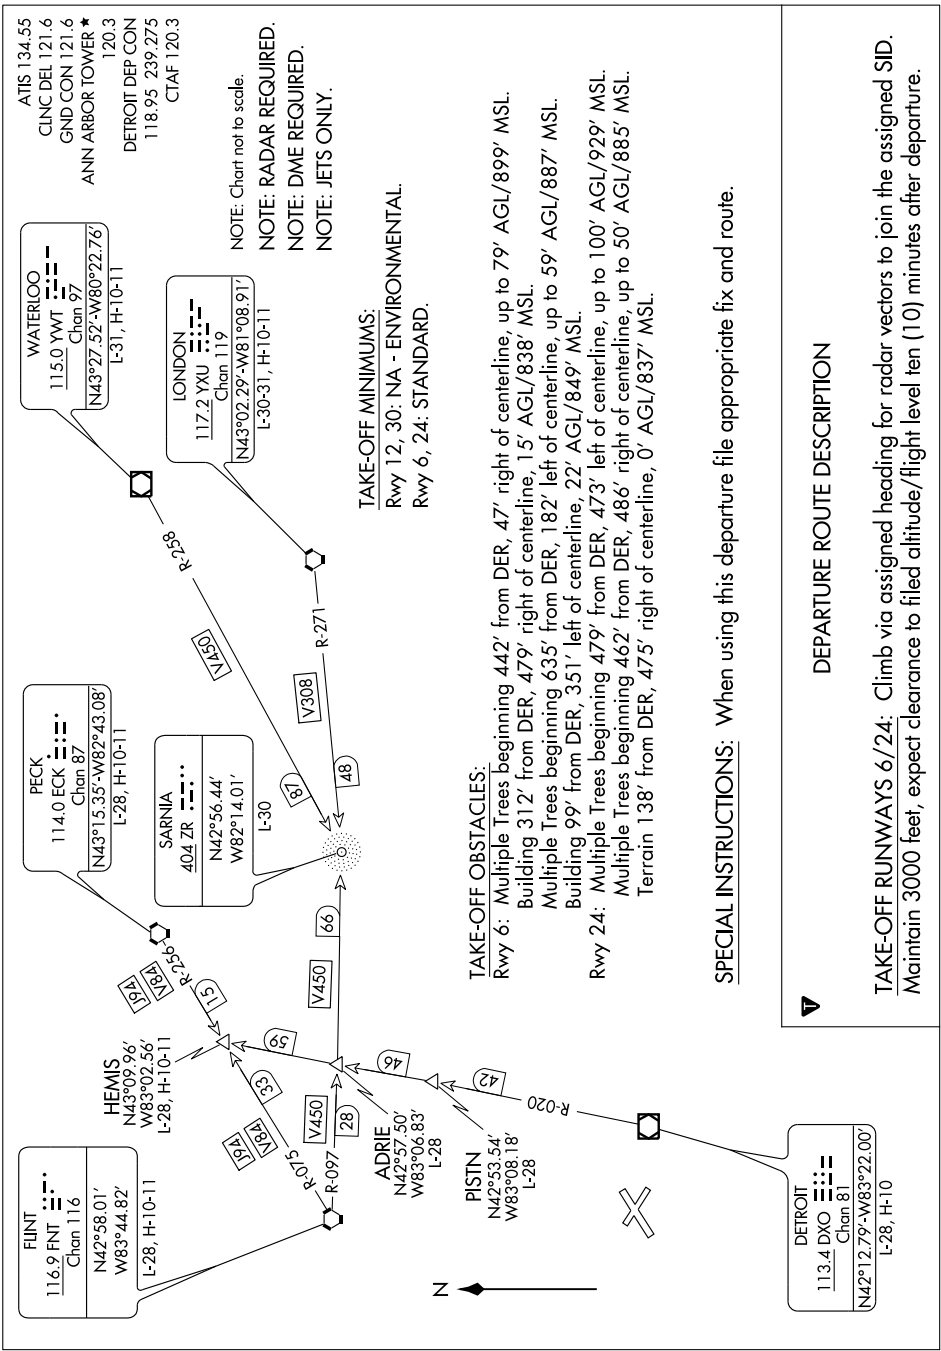 ATIS 134.55
CLNC DEL 121.6
GND CON 121.6
ANN ARBOR TOWER ★
120.3
DETROIT DEP CON
118.95 239.275
CTAF 120.3
NOTE: Chart not to scale.
NOTE: RADAR REQUIRED.
NOTE: DME REQUIRED.
NOTE: JETS ONLY.
WATERLOO
115.0 YWT
Chan 97
N43°27.52'-W80°22.76'
L-31, H-10-11
LONDON
117.2 YXU
Chan 119
N43°02.29'-W81°08.91'
L-30-31, H-10-11
PECK
114.0 ECK
Chan 87
N43°15.35'-W82°43.08'
L-28, H-10-11
SARNIA
404 ZR
N42°56.44'
W82°14.01'
L-30
FLINT
116.9 FNT
Chan 116
N42°58.01'
W83°44.82'
L-28, H-10-11
HEMIS
N43°09.96'
W83°02.56'
L-28, H-10-11
ADRIE
N42°57.50'
W83°06.83'
L-28
PISTN
N42°53.54'
W83°08.18'
L-28
DETROIT
113.4 DXO
Chan 81
N42°12.79'-W83°22.00'
L-28, H-10
R-258
V450
87
R-271
V308
48
R-256
J94
V84
15
R-075
J94
V84
33
R-097
V450
28
V450
66
59
46
42
R-020
N
TAKE-OFF MINIMUMS:
Rwy 12, 30: NA - ENVIRONMENTAL.
Rwy 6, 24: STANDARD.
TAKE-OFF OBSTACLES:
Rwy 6: Multiple Trees beginning 442' from DER, 47' right of centerline, up to 79' AGL/899' MSL.
Building 312' from DER, 479' right of centerline, 15' AGL/838' MSL.
Multiple Trees beginning 635' from DER, 182' left of centerline, up to 59' AGL/887' MSL.
Building 99' from DER, 351' left of centerline, 22' AGL/849' MSL.
Rwy 24: Multiple Trees beginning 479' from DER, 473' left of centerline, up to 100' AGL/929' MSL.
Multiple Trees beginning 462' from DER, 486' right of centerline, up to 50' AGL/885' MSL.
Terrain 138' from DER, 475' right of centerline, 0' AGL/837' MSL.
SPECIAL INSTRUCTIONS: When using this departure file appropriate fix and route.
T
DEPARTURE ROUTE DESCRIPTION
TAKE-OFF RUNWAYS 6/24: Climb via assigned heading for radar vectors to join the assigned SID.
Maintain 3000 feet, expect clearance to filed altitude/flight level ten (10) minutes after departure.